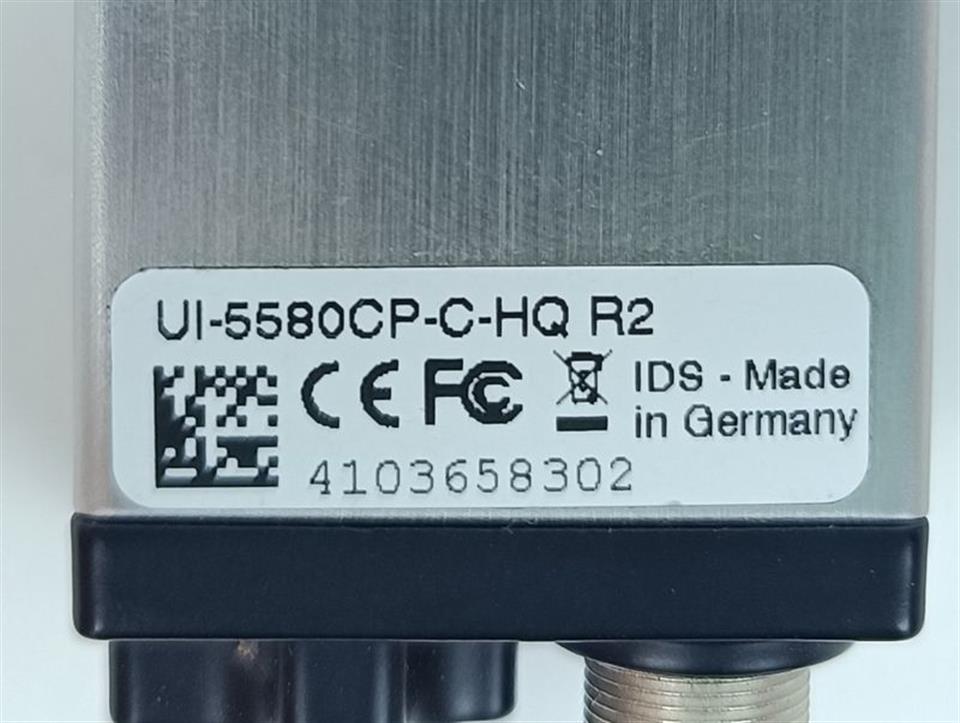 UI-5580CP-C-HQ R2
CE FC IDS - Made
in Germany
4103658302